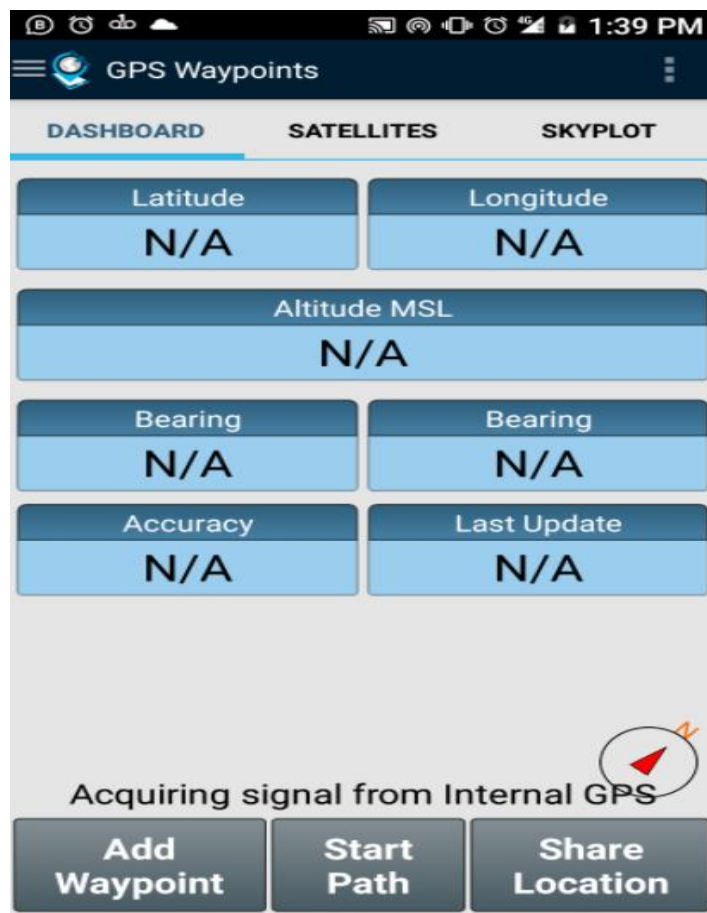 4G 1:39 PM
GPS Waypoints
DASHBOARD SATELLITES SKYPLOT
Latitude Longitude
N/A N/A
Altitude MSL
N/A
Bearing Bearing
N/A N/A
Accuracy Last Update
N/A N/A
N
Acquiring signal from Internal GPS
Add Start Share
Waypoint Path Location